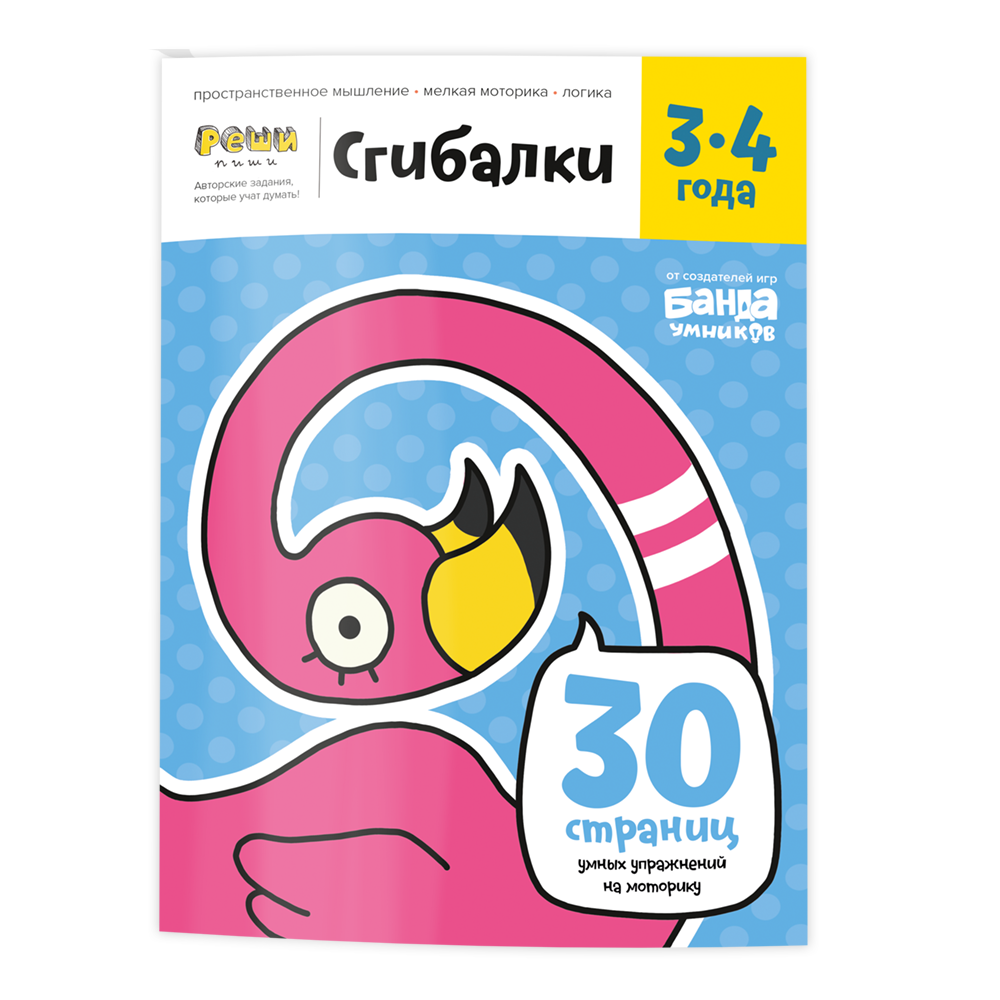 пространственное мышление • мелкая моторика • логика
Реши
пиши
Авторские задания,
которые учат думать!
Сгибалки
3•4
года
от создателей игр
БАНДА
УМНИКОВ
30
страниц
умных упражнений
на моторику